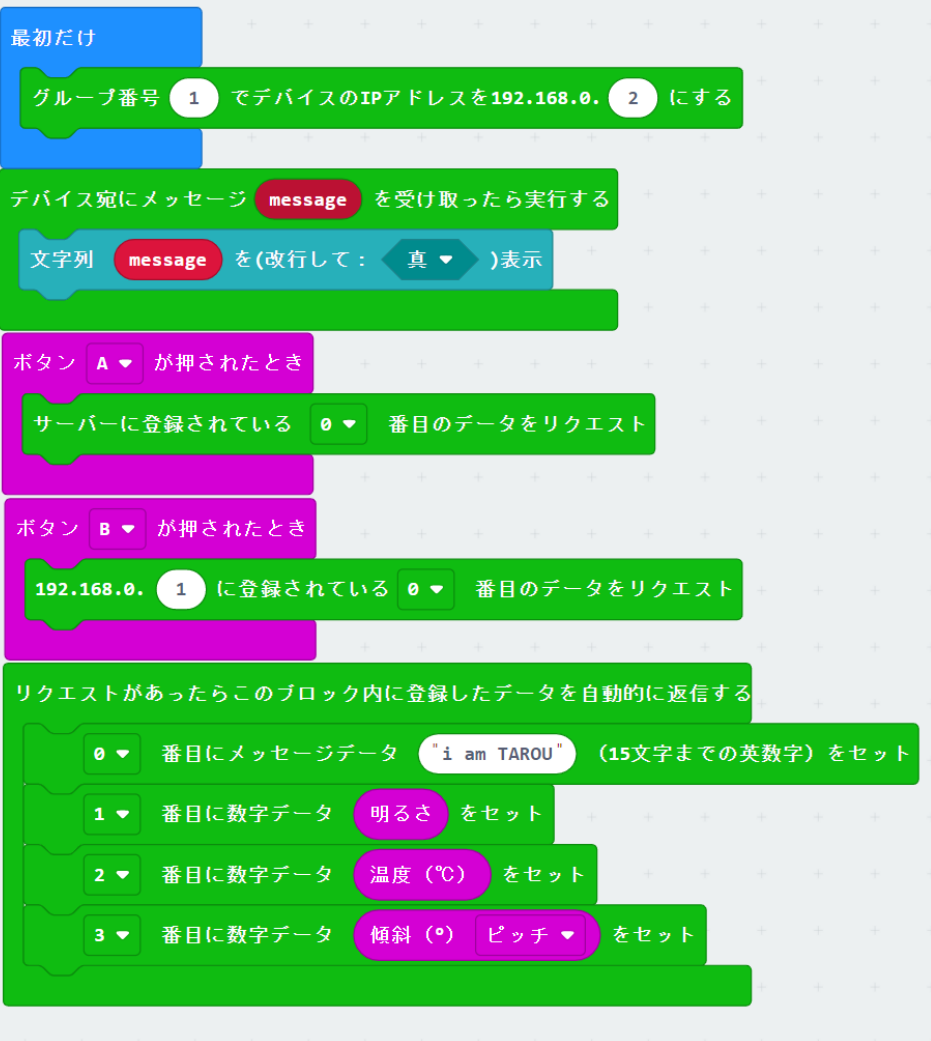 最初だけ
グループ番号 1 でデバイスのIPアドレスを192.168.0. 2 にする
デバイス宛にメッセージ message を受け取ったら実行する
文字列 message を(改行して： 真 )表示
ボタン A が押されたとき
サーバーに登録されている 0 番目のデータをリクエスト
ボタン B が押されたとき
192.168.0. 1 に登録されている 0 番目のデータをリクエスト
リクエストがあったらこのブロック内に登録したデータを自動的に返信する
0 番目にメッセージデータ "i am TAROU" （15文字までの英数字）をセット
1 番目に数字データ 明るさ をセット
2 番目に数字データ 温度（℃） をセット
3 番目に数字データ 傾斜（°） ピッチ をセット